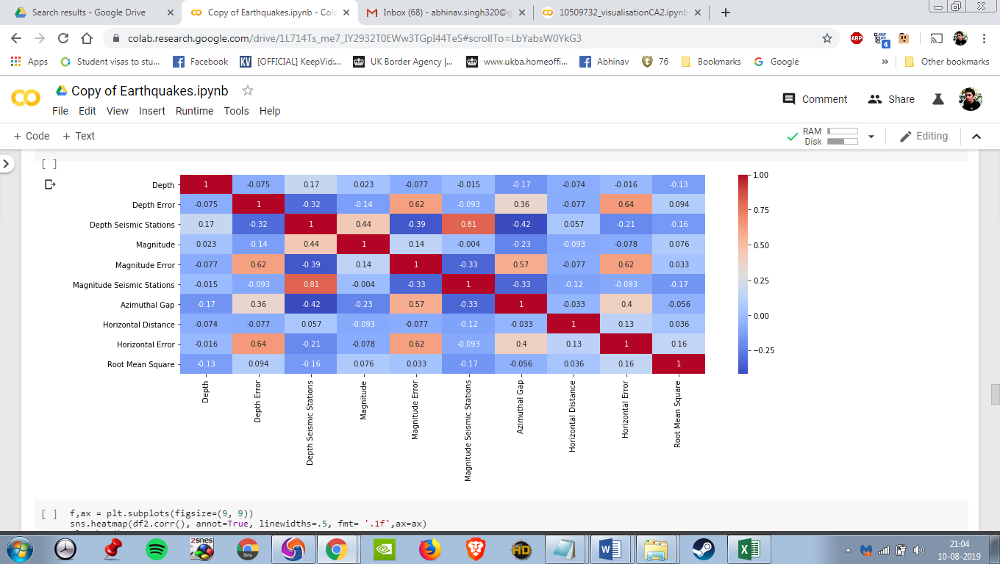 Search results - Google Drive
Copy of Earthquakes.ipynb - Cola
Inbox (68) - abhinav.singh320@g
10509732_visualisationCA2.ipynb
colab.research.google.com/drive/1L714Ts_me7_IY2932T0EWw3TGpI44TeS#scrollTo=LbYabsW0YkG3
ABP
4
Apps
Student visas to stu...
Facebook
KV
[OFFICIAL] KeepVid:...
UK Border Agency |...
www.ukba.homeoffi...
Abhinav
76
Bookmarks
Google
»
Other bookmarks
Copy of Earthquakes.ipynb
Comment
Share
File Edit View Insert Runtime Tools Help
+ Code + Text
RAM
Disk
Editing
[ ]
Depth 1 -0.075 0.17 0.023 -0.077 -0.015 -0.17 -0.074 -0.016 -0.13
Depth Error -0.075 1 -0.32 -0.14 0.62 -0.093 0.36 -0.077 0.64 0.094
Depth Seismic Stations 0.17 -0.32 1 0.44 -0.39 0.81 -0.42 0.057 -0.21 -0.16
Magnitude 0.023 -0.14 0.44 1 0.14 -0.004 -0.23 -0.093 -0.078 0.076
Magnitude Error -0.077 0.62 -0.39 0.14 1 -0.33 0.57 -0.077 0.62 0.033
Magnitude Seismic Stations -0.015 -0.093 0.81 -0.004 -0.33 1 -0.33 -0.12 -0.093 -0.17
Azimuthal Gap -0.17 0.36 -0.42 -0.23 0.57 -0.33 1 -0.033 0.4 -0.056
Horizontal Distance -0.074 -0.077 0.057 -0.093 -0.077 -0.12 -0.033 1 0.13 0.036
Horizontal Error -0.016 0.64 -0.21 -0.078 0.62 -0.093 0.4 0.13 1 0.16
Root Mean Square -0.13 0.094 -0.16 0.076 0.033 -0.17 -0.056 0.036 0.16 1
Depth
Depth Error
Depth Seismic Stations
Magnitude
Magnitude Error
Magnitude Seismic Stations
Azimuthal Gap
Horizontal Distance
Horizontal Error
Root Mean Square
1.00
0.75
0.50
0.25
0.00
−0.25
[ ] f,ax = plt.subplots(figsize=(9, 9))
sns.heatmap(df2.corr(), annot=True, linewidths=.5, fmt= '.1f',ax=ax)
ZSNES
Beta
HD
21:04
10-08-2019